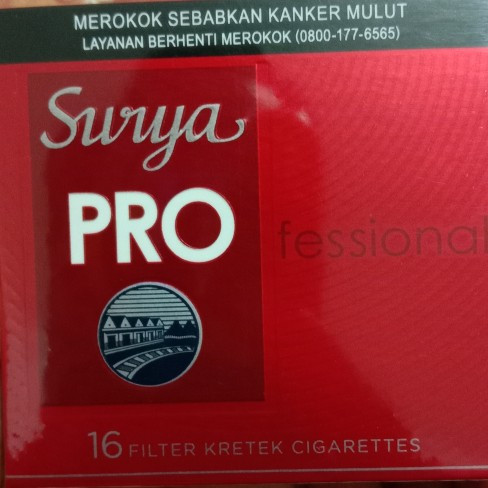 MEROKOK SEBABKAN KANKER MULUT
LAYANAN BERHENTI MEROKOK (0800-177-6565)
Surya
PRO fessional
16 FILTER KRETEK CIGARETTES